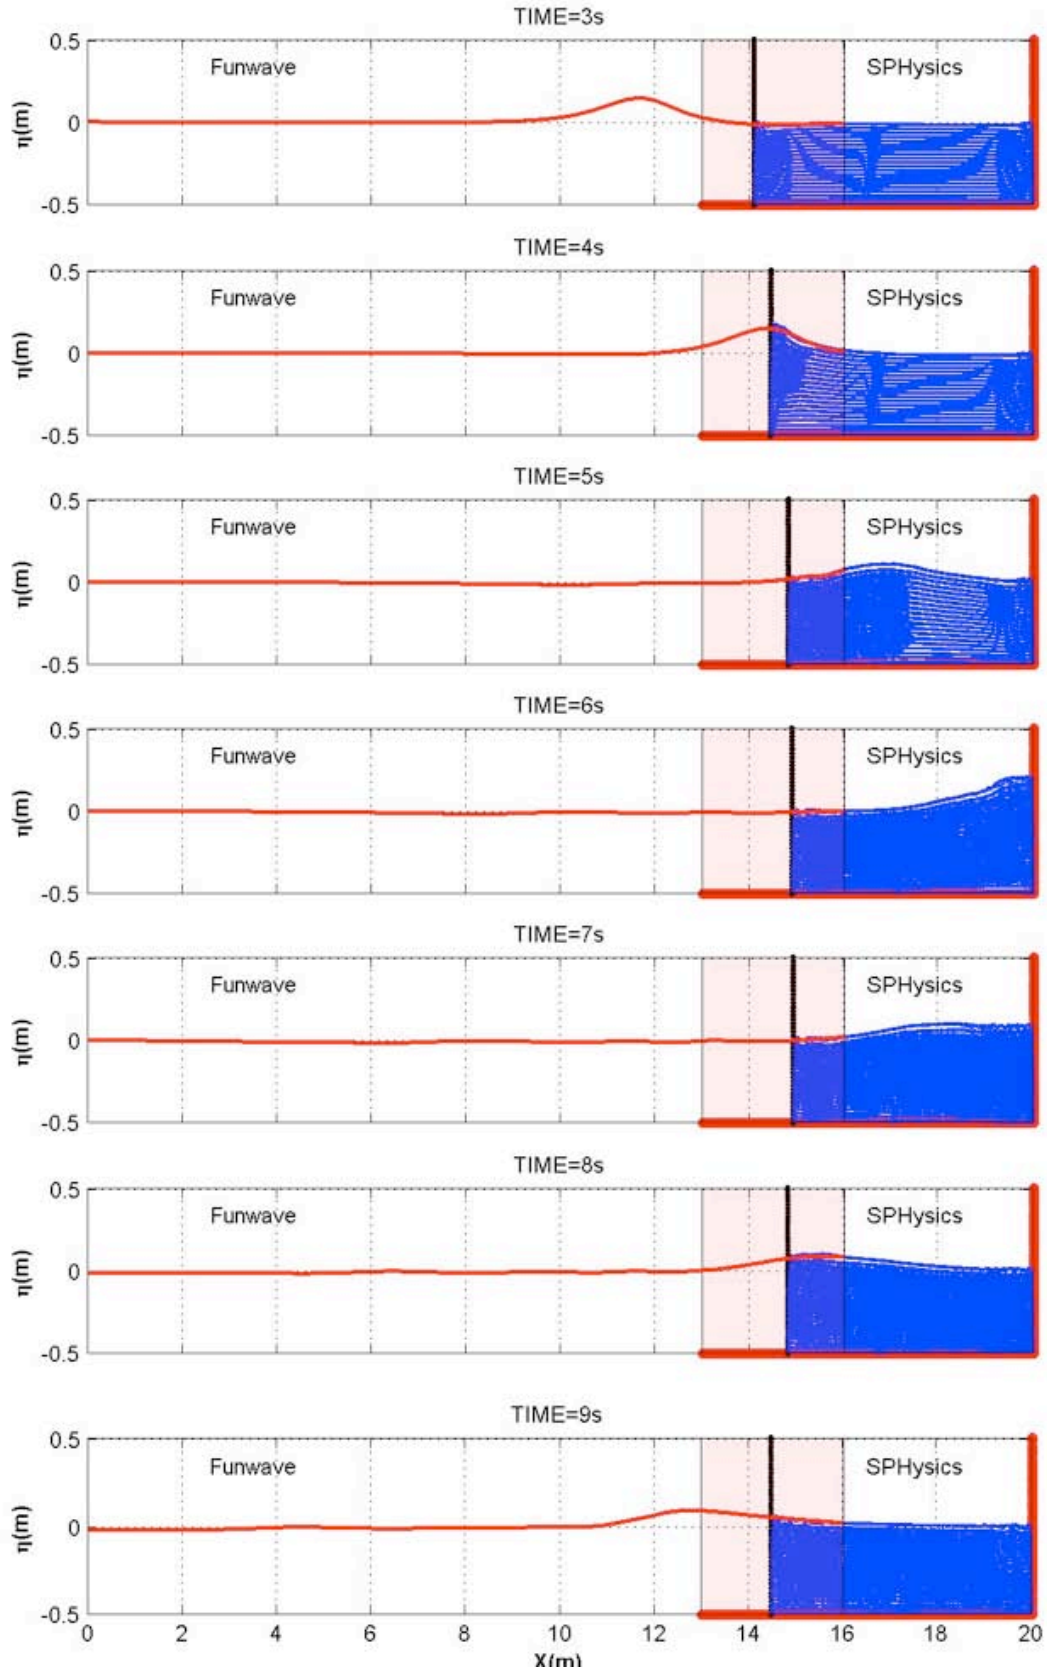 TIME=3s
0.5
Funwave SPHysics
η(m)
0
-0.5
TIME=4s
0.5
Funwave SPHysics
η(m)
0
-0.5
TIME=5s
0.5
Funwave SPHysics
η(m)
0
-0.5
TIME=6s
0.5
Funwave SPHysics
η(m)
0
-0.5
TIME=7s
0.5
Funwave SPHysics
η(m)
0
-0.5
TIME=8s
0.5
Funwave SPHysics
η(m)
0
-0.5
TIME=9s
0.5
Funwave SPHysics
η(m)
0
-0.5
0 2 4 6 8 10 12 14 16 18 20
X(m)